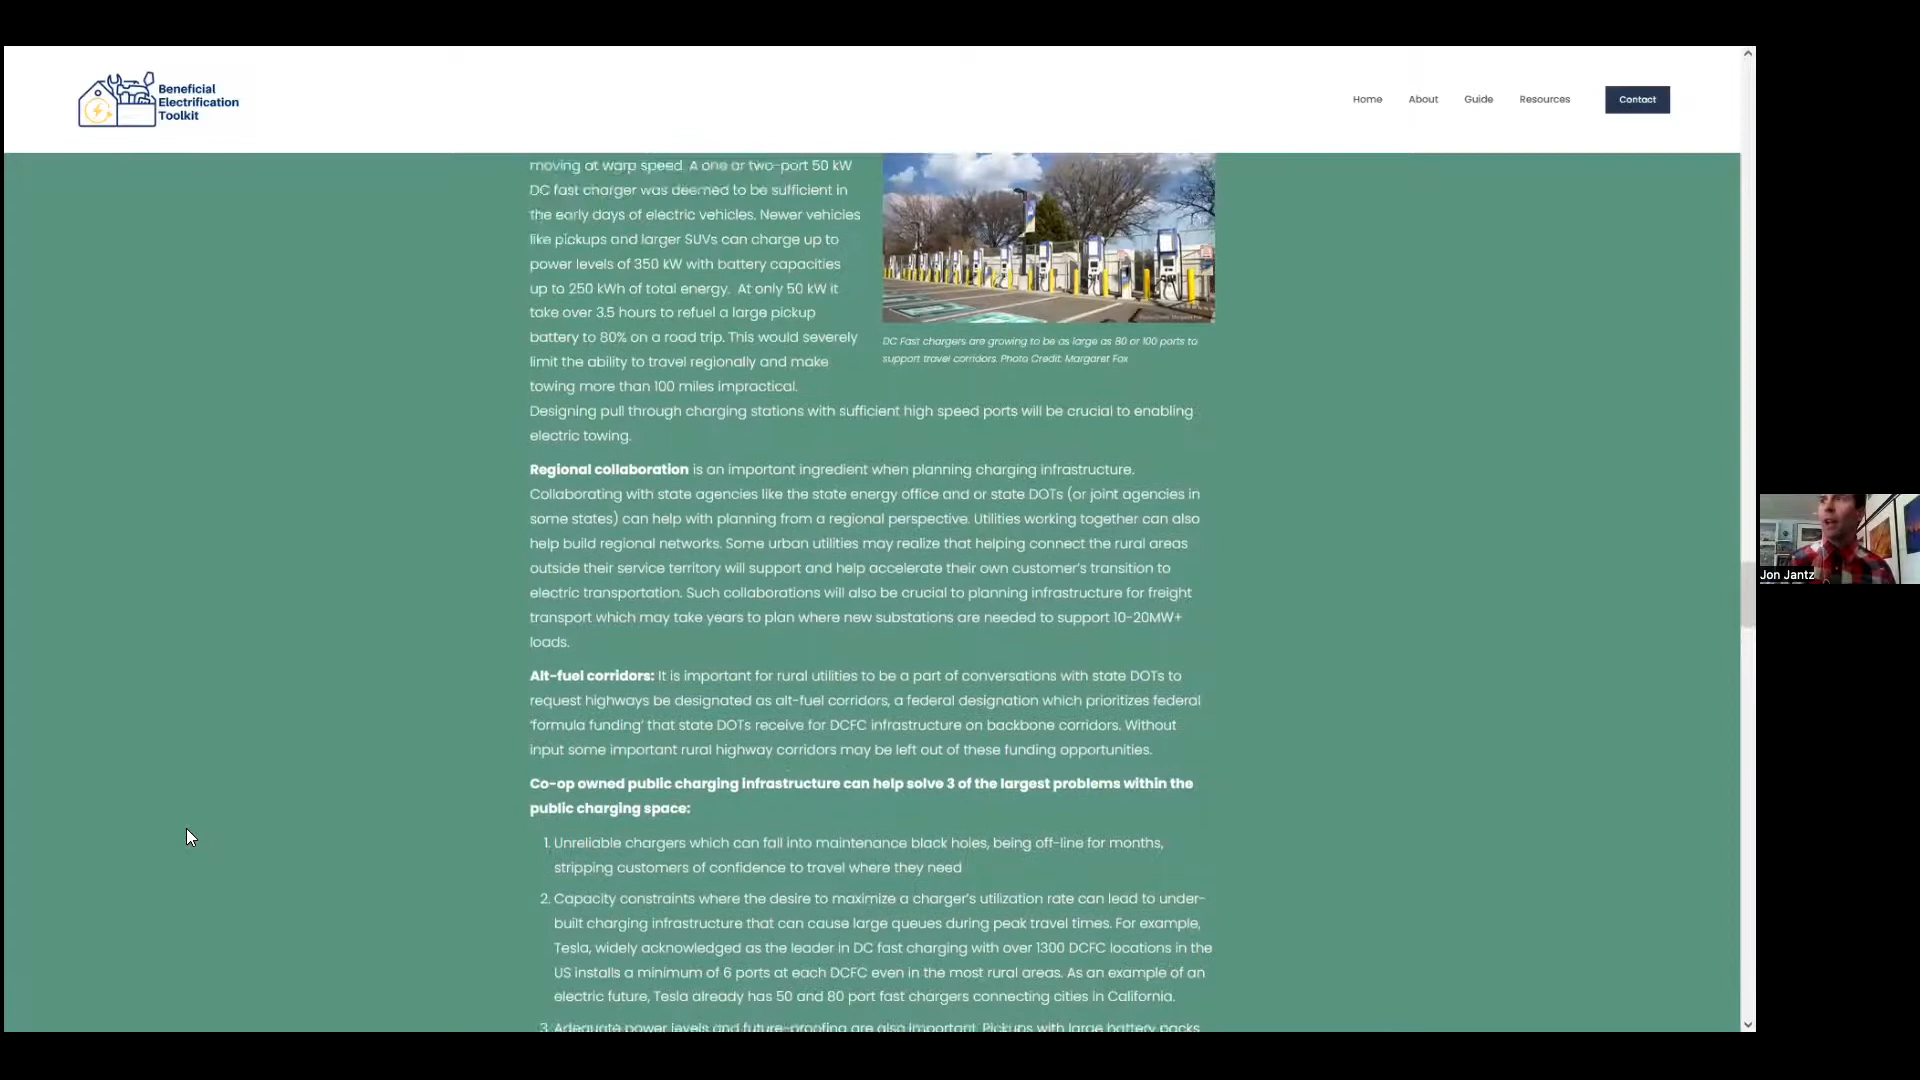 Beneficial
Electrification
Toolkit
Home
About
Guide
Resources
Contact
moving at warp speed. A one or two-port 50 kW
DC fast charger was deemed to be sufficient in
the early days of electric vehicles. Newer vehicles
like pickups and larger SUVs can charge up to
power levels of 350 kW with battery capacities
up to 250 kWh of total energy. At only 50 kW it
take over 3.5 hours to refuel a large pickup
battery to 80% on a road trip. This would severely
limit the ability to travel regionally and make
towing more than 100 miles impractical.
Designing pull through charging stations with sufficient high speed ports will be crucial to enabling
electric towing.
DC Fast chargers are growing to be as large as 80 or 100 ports to
support travel corridors. Photo Credit: Margaret Fox
Regional collaboration is an important ingredient when planning charging infrastructure.
Collaborating with state agencies like the state energy office and or state DOTs (or joint agencies in
some states) can help with planning from a regional perspective. Utilities working together can also
help build regional networks. Some urban utilities may realize that helping connect the rural areas
outside their service territory will support and help accelerate their own customer's transition to
electric transportation. Such collaborations will also be crucial to planning infrastructure for freight
transport which may take years to plan where new substations are needed to support 10-20MW+
loads.
Alt-fuel corridors: It is important for rural utilities to be a part of conversations with state DOTs to
request highways be designated as alt-fuel corridors, a federal designation which prioritizes federal
'formula funding' that state DOTs receive for DCFC infrastructure on backbone corridors. Without
input some important rural highway corridors may be left out of these funding opportunities.
Co-op owned public charging infrastructure can help solve 3 of the largest problems within the
public charging space:
1. Unreliable chargers which can fall into maintenance black holes, being off-line for months,
stripping customers of confidence to travel where they need
2. Capacity constraints where the desire to maximize a charger's utilization rate can lead to under-
built charging infrastructure that can cause large queues during peak travel times. For example,
Tesla, widely acknowledged as the leader in DC fast charging with over 1300 DCFC locations in the
US installs a minimum of 6 ports at each DCFC even in the most rural areas. As an example of an
electric future, Tesla already has 50 and 80 port fast chargers connecting cities in California.
3. Adequate power levels and future-proofing are also important. Pickups with large battery packs
Jon Jantz